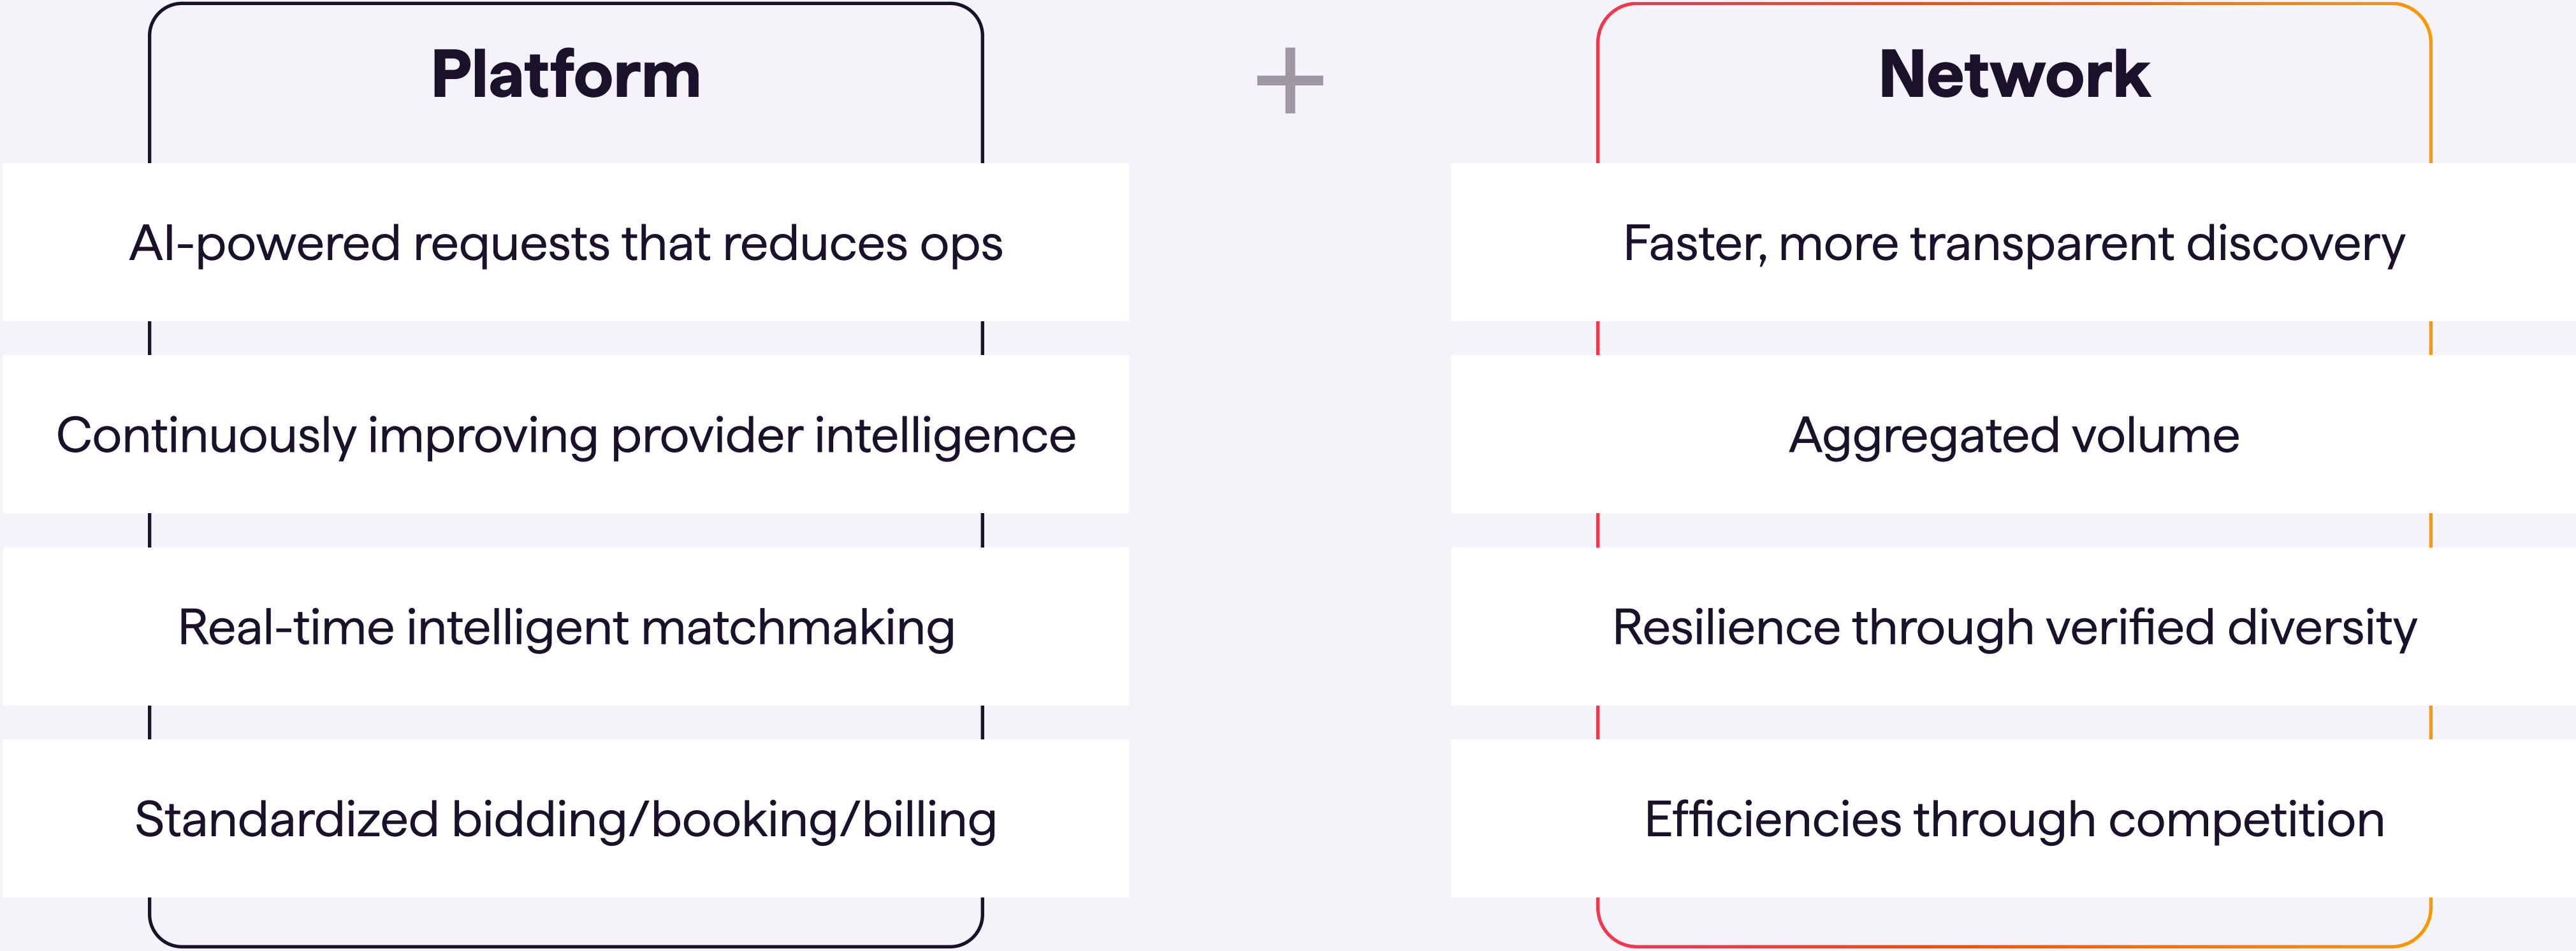 Platform
AI-powered requests that reduces ops
Continuously improving provider intelligence
Real-time intelligent matchmaking
Standardized bidding/booking/billing
+
Network
Faster, more transparent discovery
Aggregated volume
Resilience through verified diversity
Efficiencies through competition